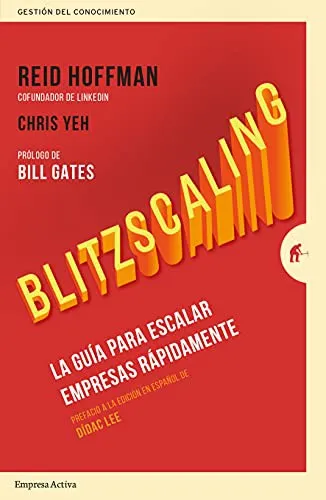 GESTIÓN DEL CONOCIMIENTO
REID HOFFMAN
COFUNDADOR DE LINKEDIN
CHRIS YEH
PRÓLOGO DE
BILL GATES
BLITZSCALING
LA GUÍA PARA ESCALAR
EMPRESAS RÁPIDAMENTE
PREFACIO A LA EDICIÓN EN ESPAÑOL DE
DÍDAC LEE
Empresa Activa